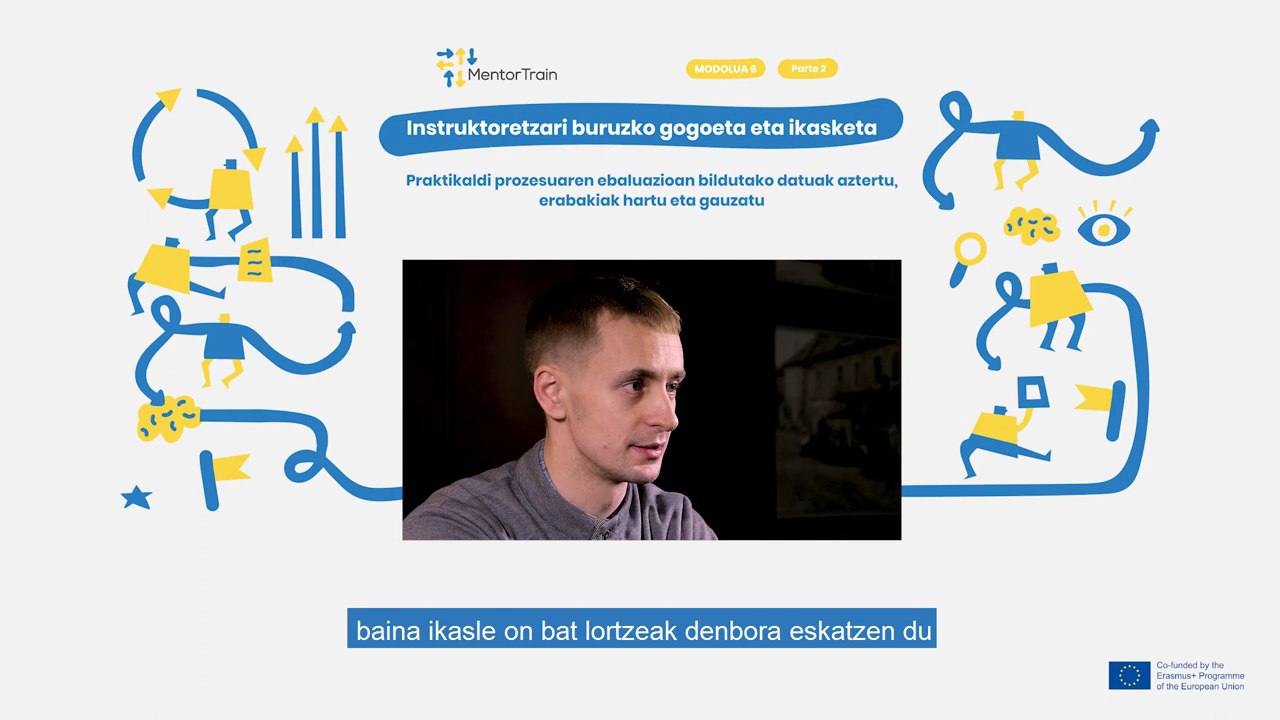 MentorTrain
MODOLUA 6
Parte 2
Instruktoretzari buruzko gogoeta eta ikasketa
Praktikaldi prozesuaren ebaluazioan bildutako datuak aztertu,
erabakiak hartu eta gauzatu
baina ikasle on bat lortzeak denbora eskatzen du
Co-funded by the
Erasmus+ Programme
of the European Union